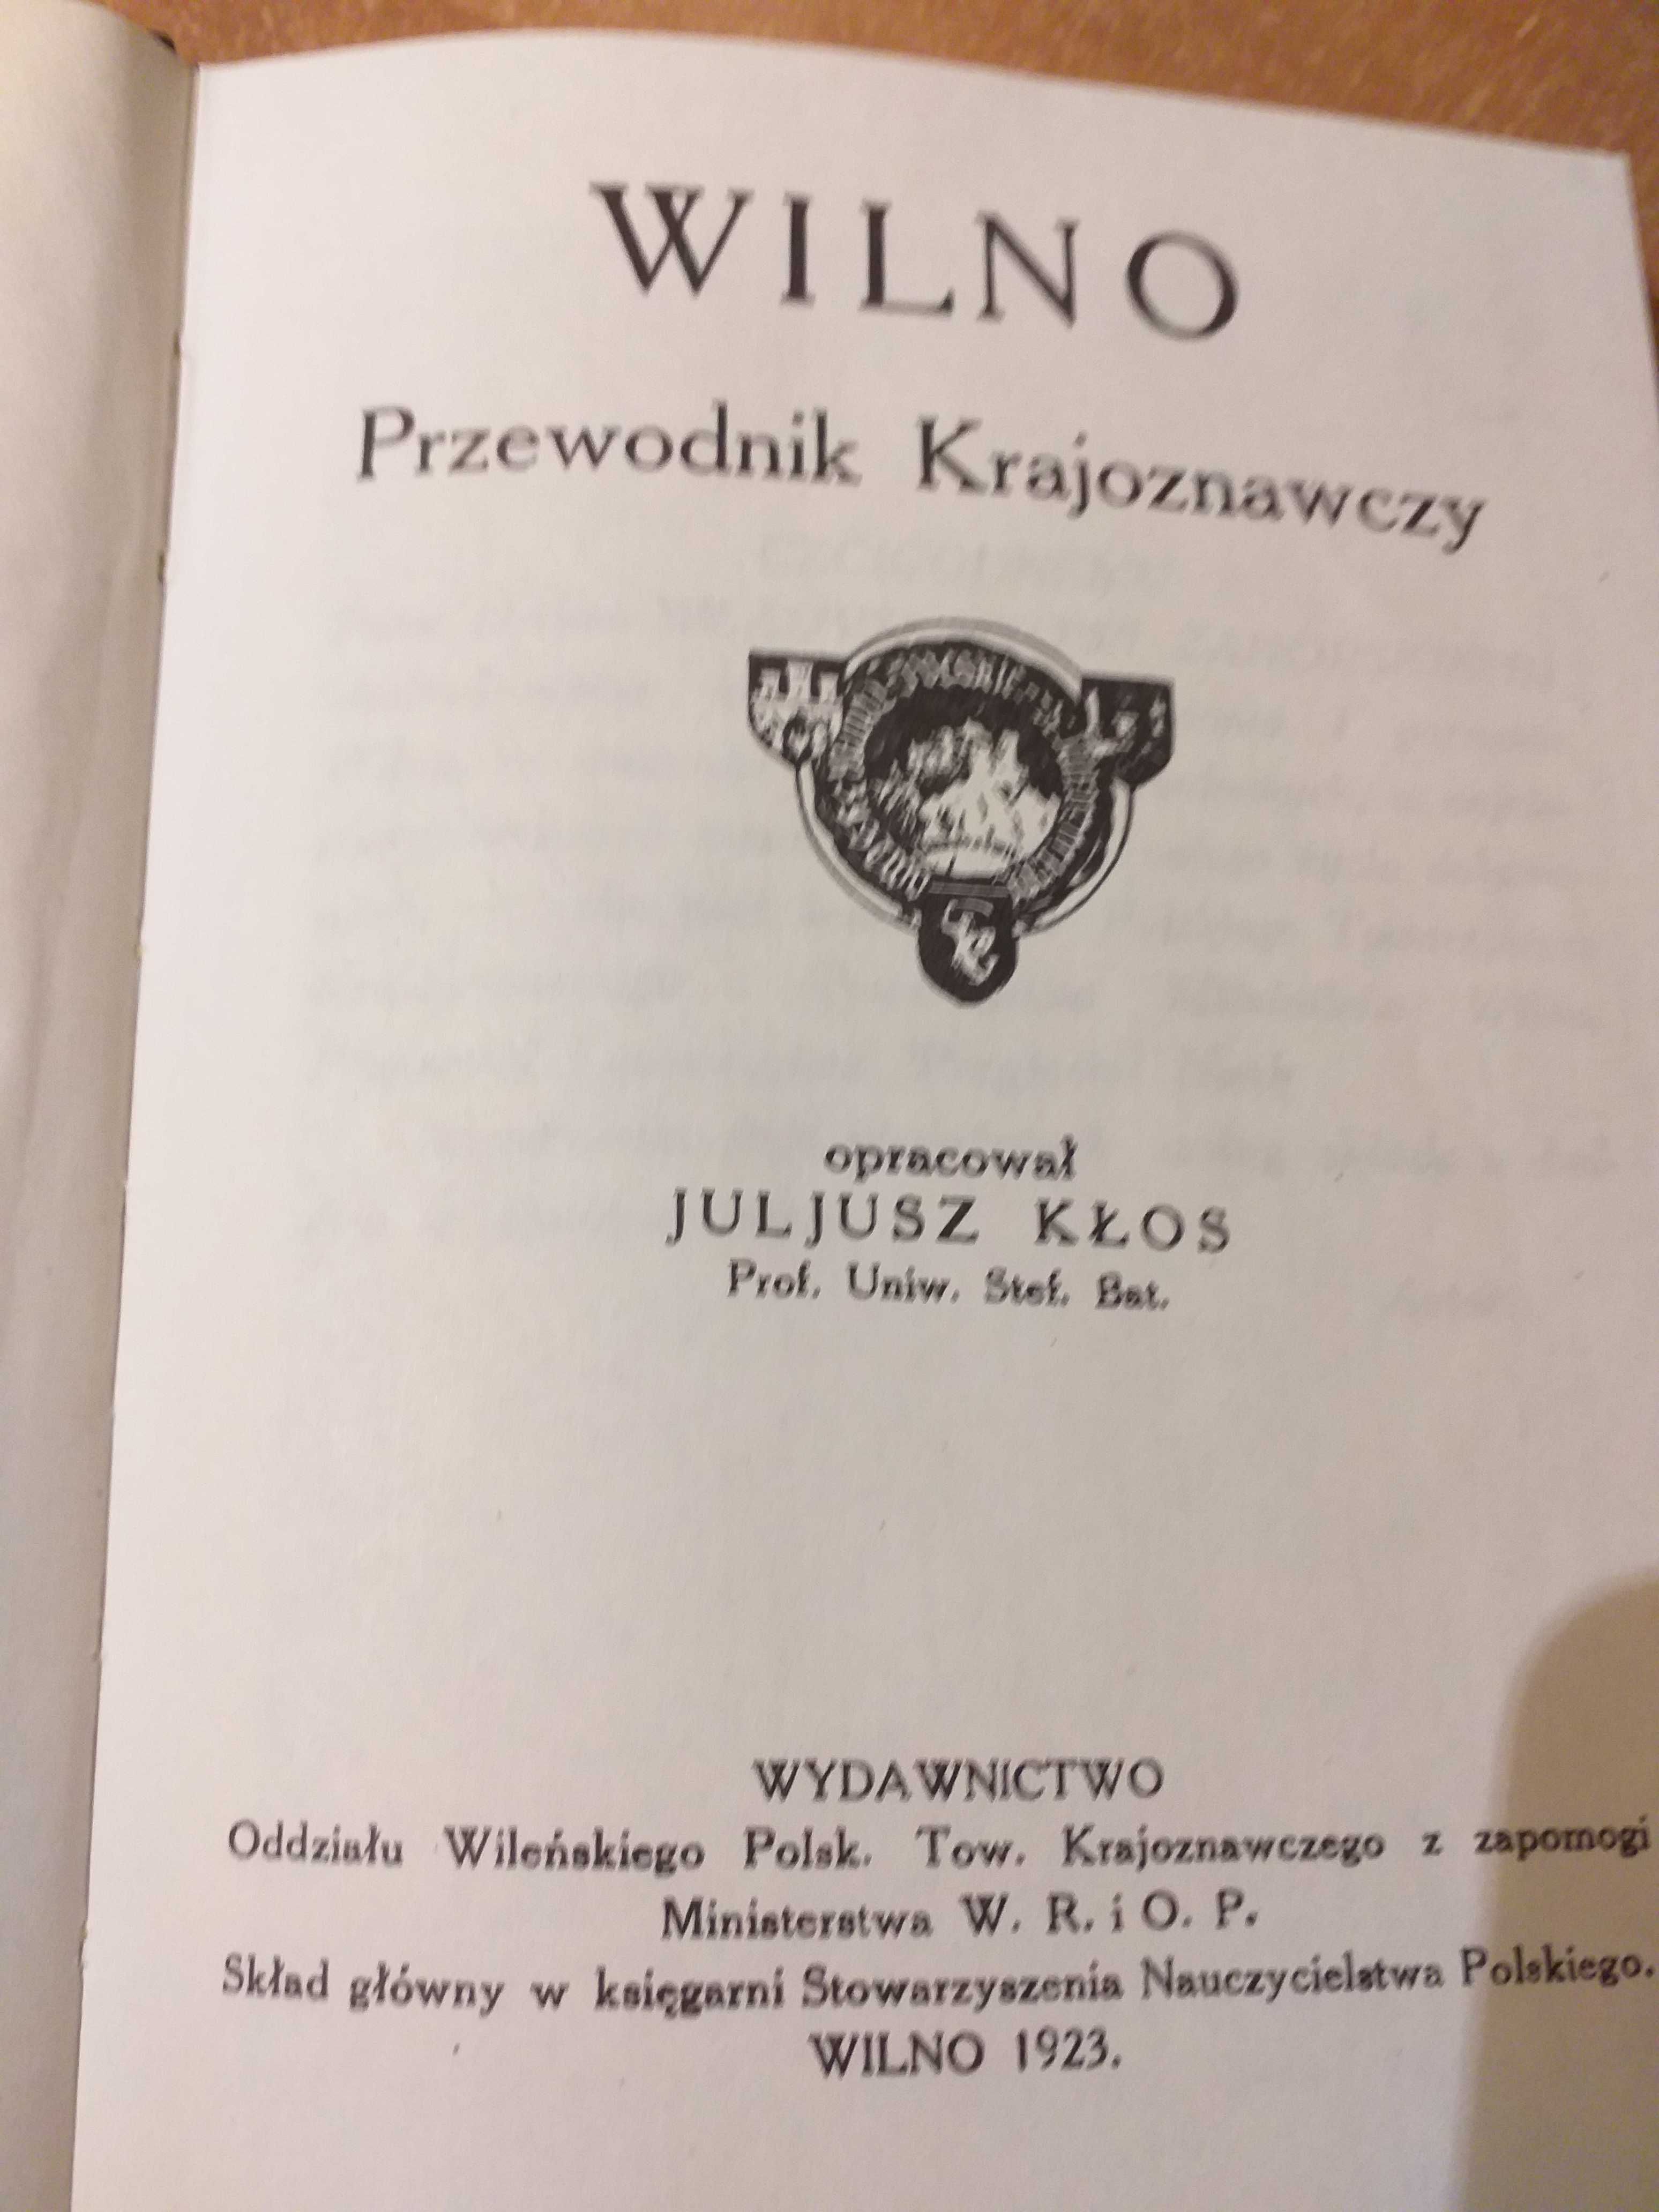 WILNO
Przewodnik Krajoznawczy
opracował
JULJUSZ KŁOS
Prof. Uniw. Stef. Bat.
WYDAWNICTWO
Oddziału Wileńskiego Polsk. Tow. Krajoznawczego z zapomogi
Ministerstwa W. R. i O. P.
Skład główny w księgarni Stowarzyszenia Nauczycielstwa Polskiego.
WILNO 1923.